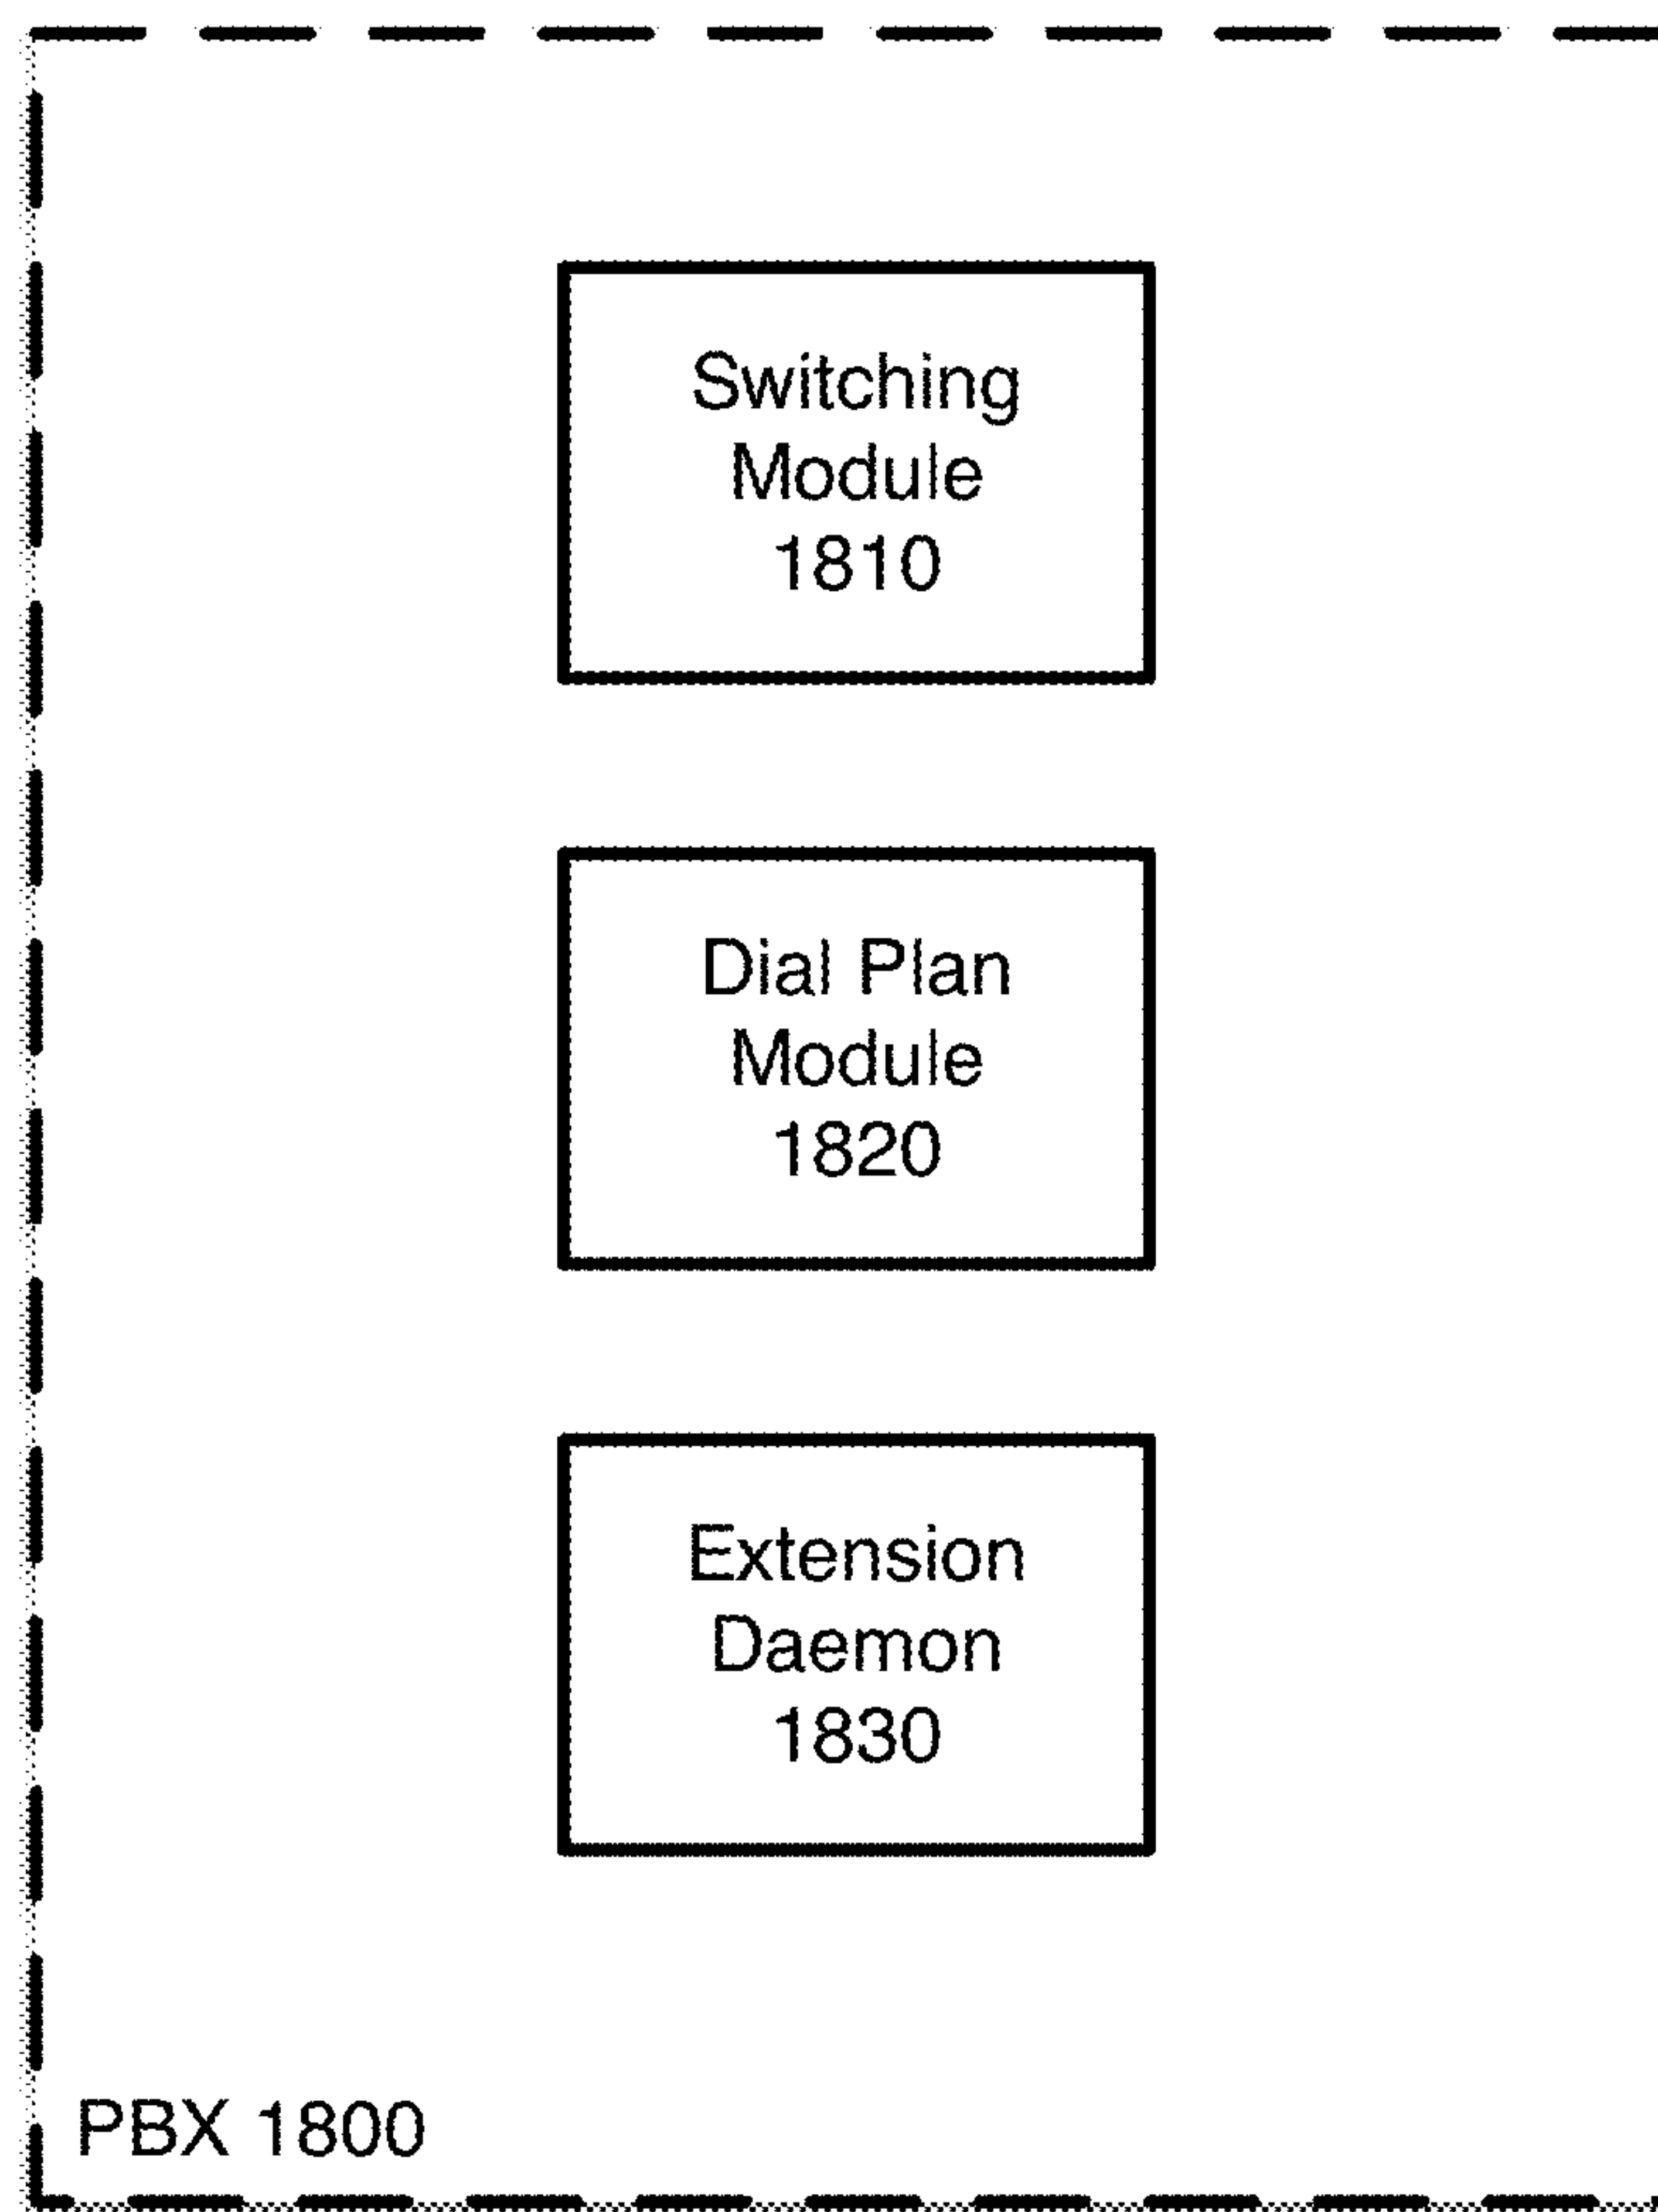 Switching
Module
1810
Dial Plan
Module
1820
Extension
Daemon
1830
PBX 1800